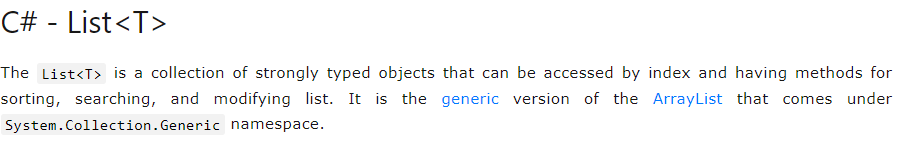 C# - List<T>
The List<T> is a collection of strongly typed objects that can be accessed by index and having methods for
sorting, searching, and modifying list. It is the generic version of the ArrayList that comes under
System.Collection.Generic namespace.